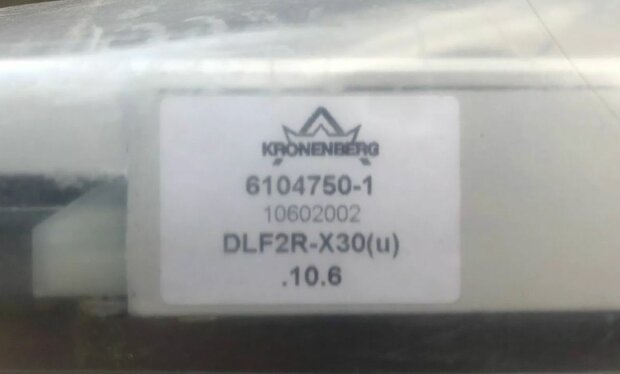 KRONENBERG
6104750-1
10602002
DLF2R-X30(u)
.10.6